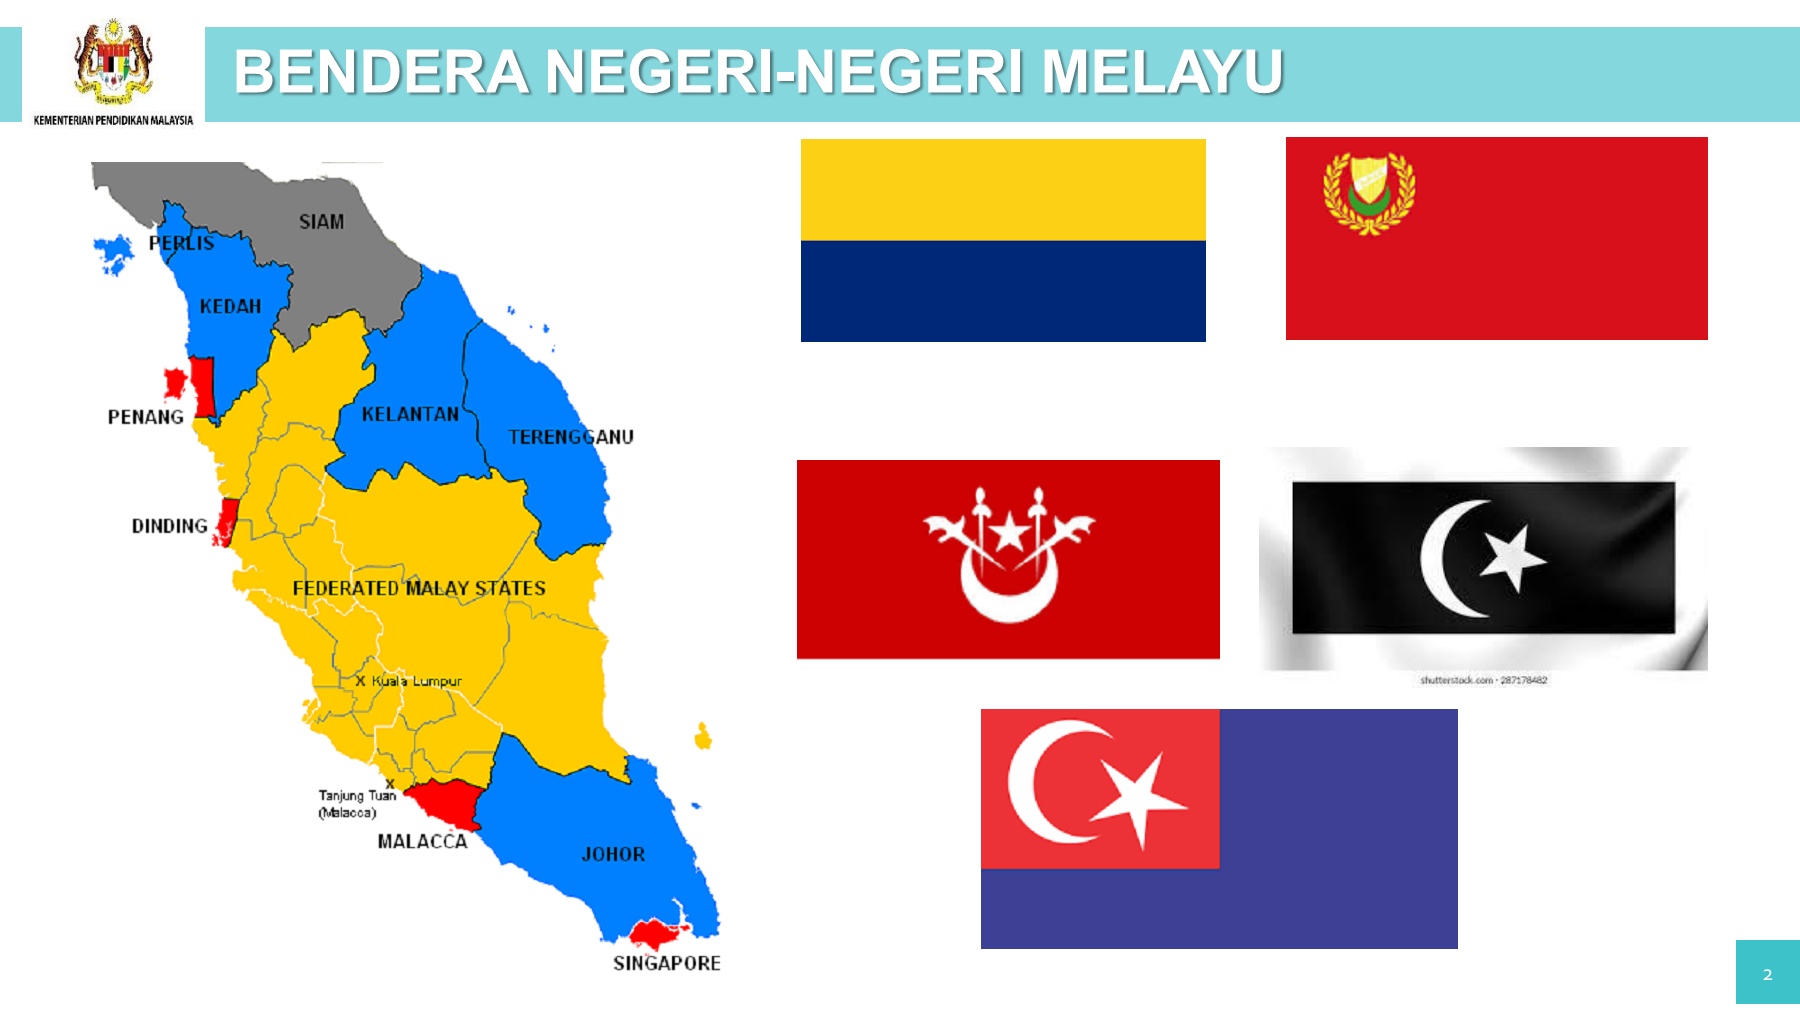 BENDERA NEGERI-NEGERI MELAYU
KEMENTERIAN PENDIDIKAN MALAYSIA
SIAM
PERLIS
KEDAH
PENANG
KELANTAN
TERENGGANU
DINDING
FEDERATED MALAY STATES
X Kuala Lumpur
X
Tanjung Tuan
(Malacca)
MALACCA
JOHOR
SINGAPORE
shutterstock.com · 287178482
2